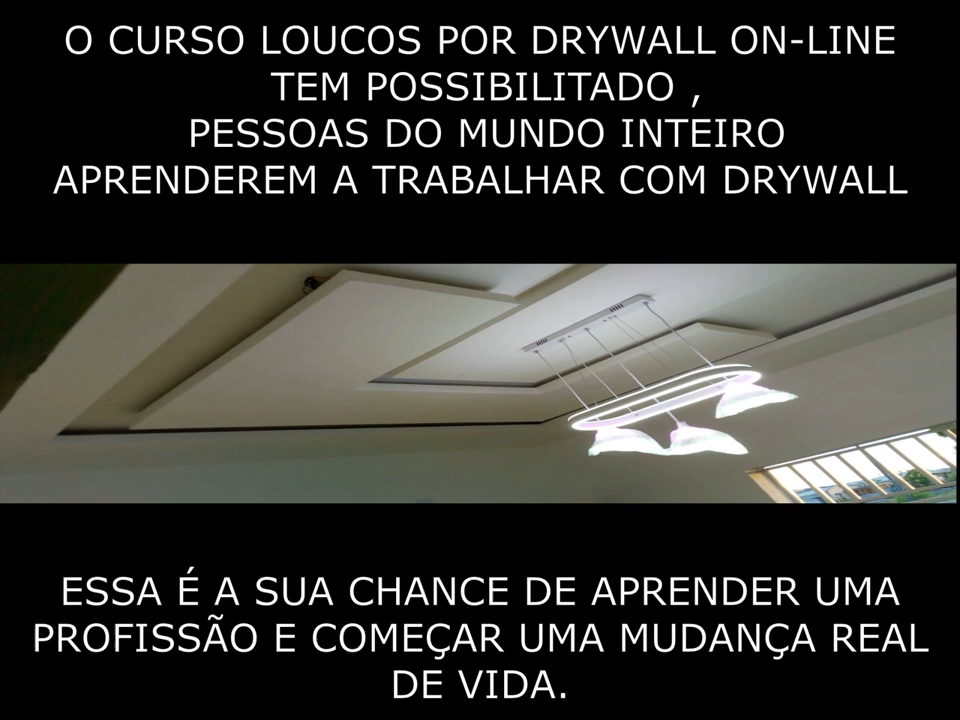 O CURSO LOUCOS POR DRYWALL ON-LINE
TEM POSSIBILITADO ,
PESSOAS DO MUNDO INTEIRO
APRENDEREM A TRABALHAR COM DRYWALL
ESSA É A SUA CHANCE DE APRENDER UMA
PROFISSÃO E COMEÇAR UMA MUDANÇA REAL
DE VIDA.